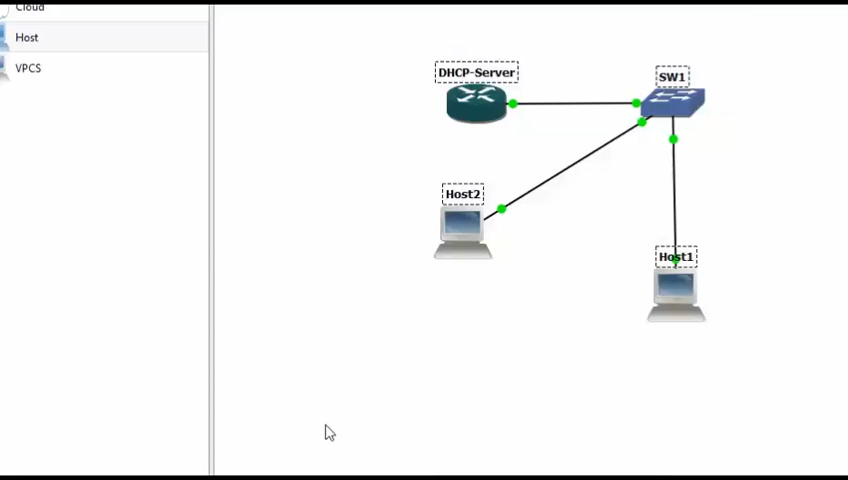 Cloud
Host
VPCS
DHCP-Server
SW1
Host2
Host1